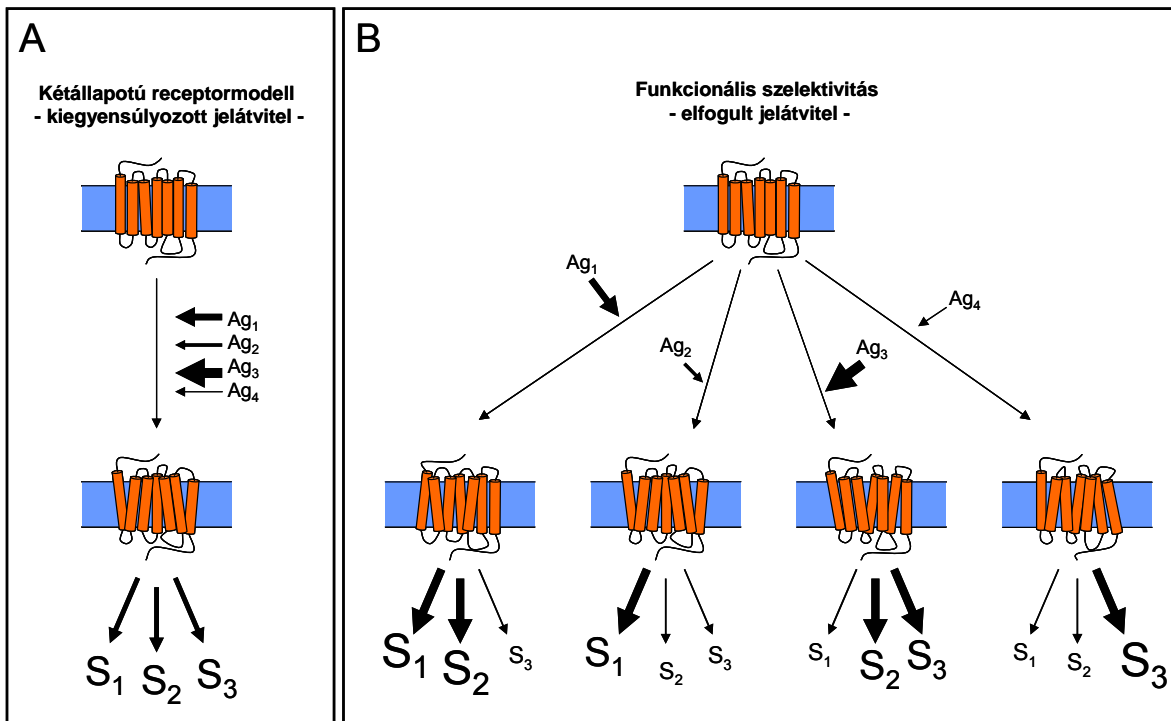 A
Kétállapotú receptormodell
- kiegyensúlyozott jelátvitel -
Ag1
Ag2
Ag3
Ag4
S1 S2 S3
B
Funkcionális szelektivitás
- elfogult jelátvitel -
Ag1
Ag2
Ag3
Ag4
S1 S2 S3
S1 S2 S3
S1 S2 S3
S1 S2 S3